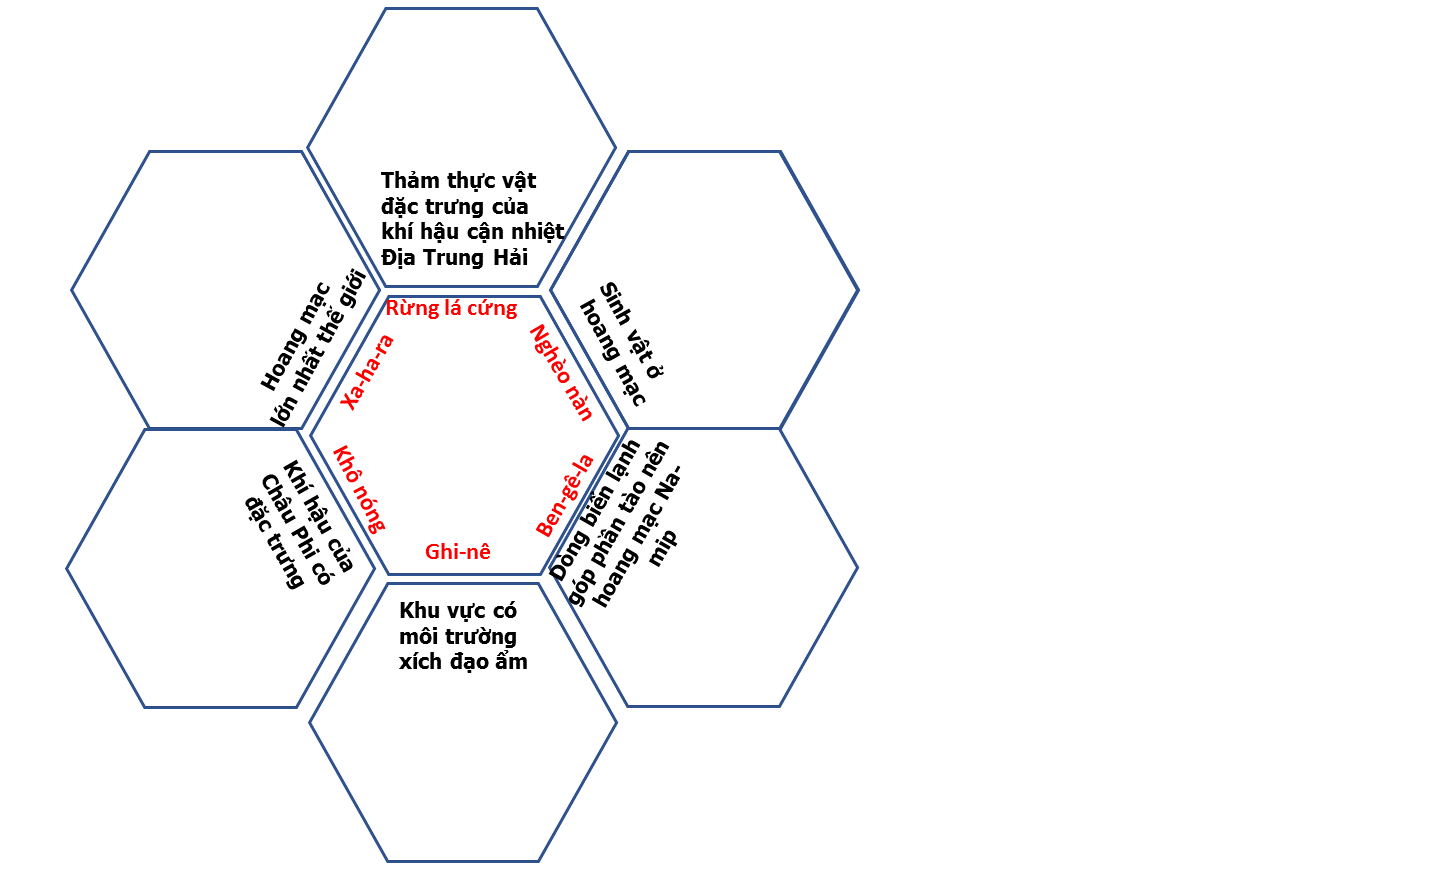 Thảm thực vật
đặc trưng của
khí hậu cận nhiệt
Địa Trung Hải
Rừng lá cứng
Hoang mạc
lớn nhất thế giới
Xa-ha-ra
Nghèo nàn
Sinh vật ở
hoang mạc
Khí hậu của
Châu Phi có
đặc trưng
Khô nóng
Ben-gê-la
Dòng biển lạnh
góp phần tào nên
hoang mạc Na-
mip
Ghi-nê
Khu vực có
môi trường
xích đạo ẩm